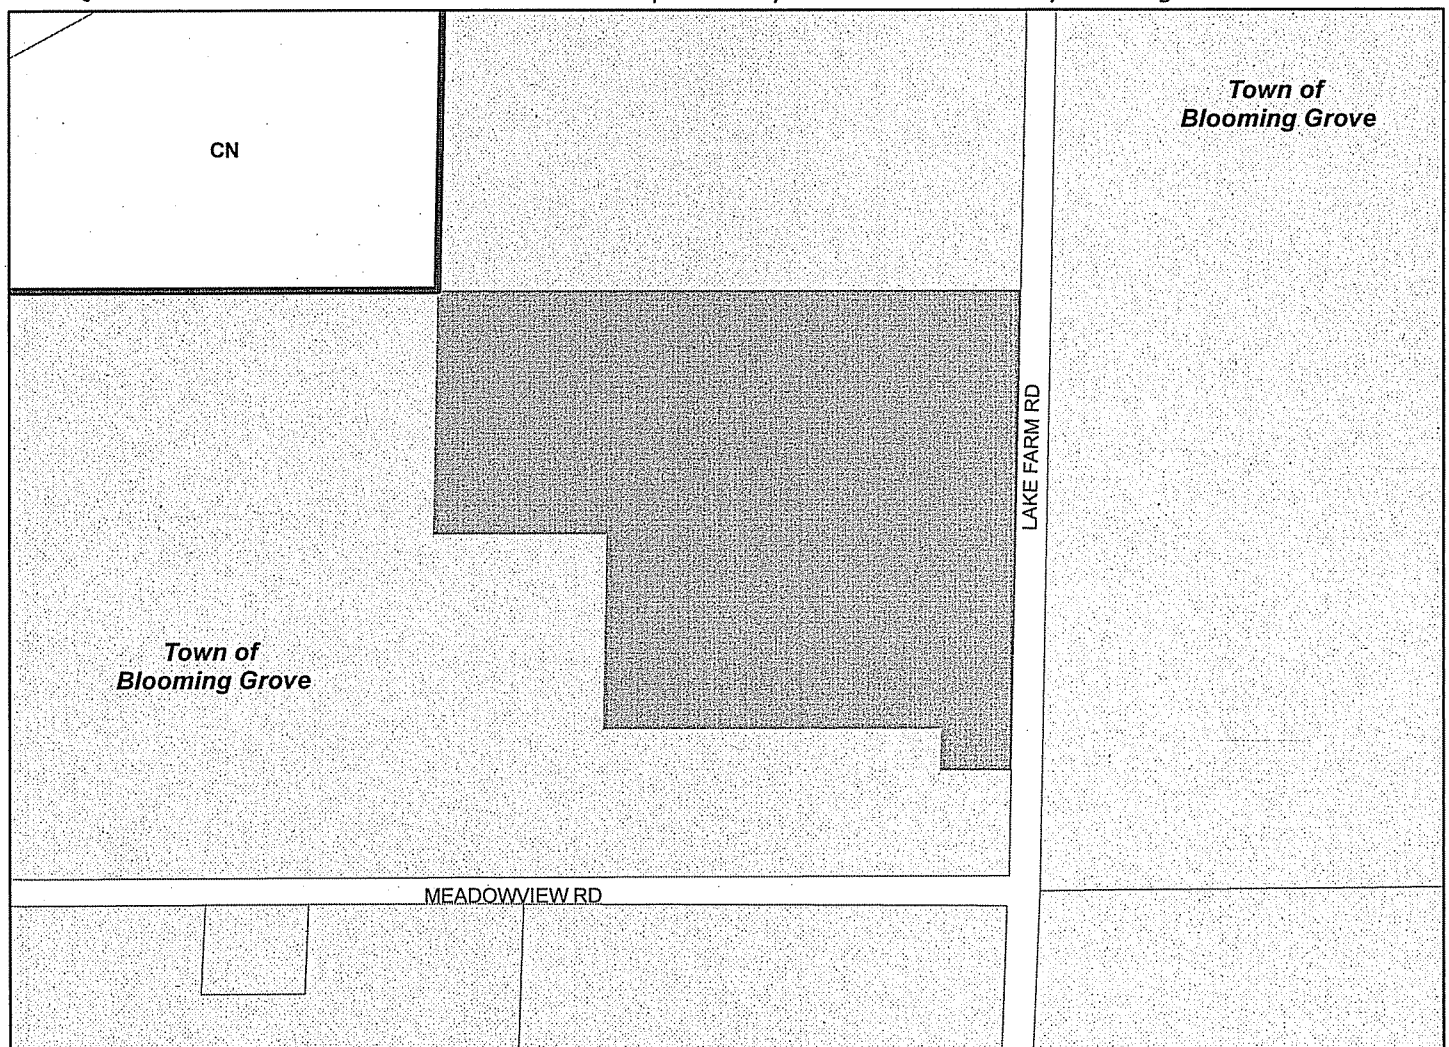 Town of
Blooming Grove
CN
LAKE FARM RD
Town of
Blooming Grove
MEADOWVIEW RD